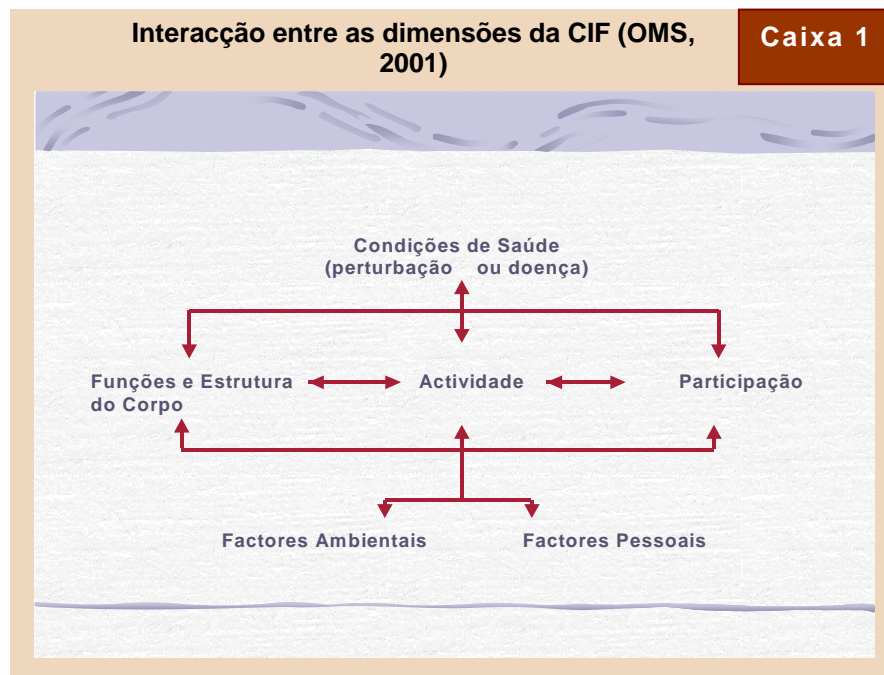 Interacção entre as dimensões da CIF (OMS,
2001)
Caixa 1
Condições de Saúde
(perturbação ou doença)
Funções e Estrutura
do Corpo
Actividade
Participação
Factores Ambientais
Factores Pessoais